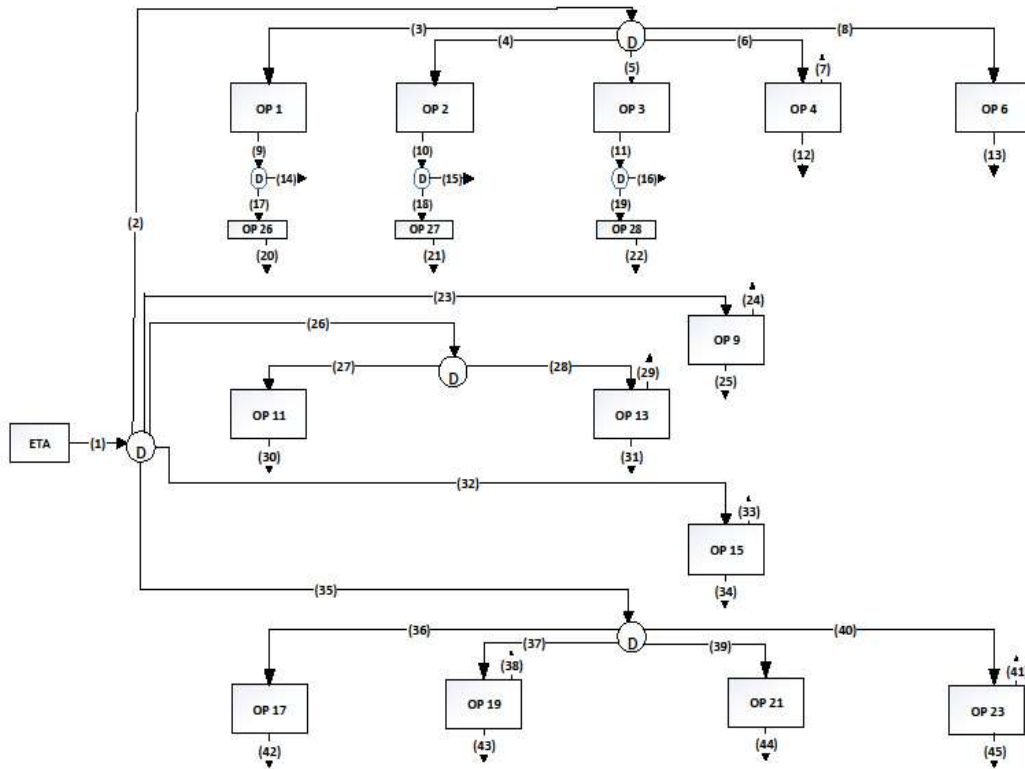 D
(3) (4) (5) (6) (8)
(7)
OP 1 OP 2 OP 3 OP 4 OP 6
(9) (10) (11) (12) (13)
D (14) D (15) D (16)
(17) (18) (19)
(2)
OP 26 OP 27 OP 28
(20) (21) (22)
(23) (24)
(26)
OP 9
(27) D (28) (29)
(25)
OP 11 OP 13
ETA (1) D
(30) (31)
(32)
(33)
OP 15
(34)
(35)
(36) D (40)
(37) (39)
(38) (41)
OP 17 OP 19 OP 21 OP 23
(42) (43) (44) (45)